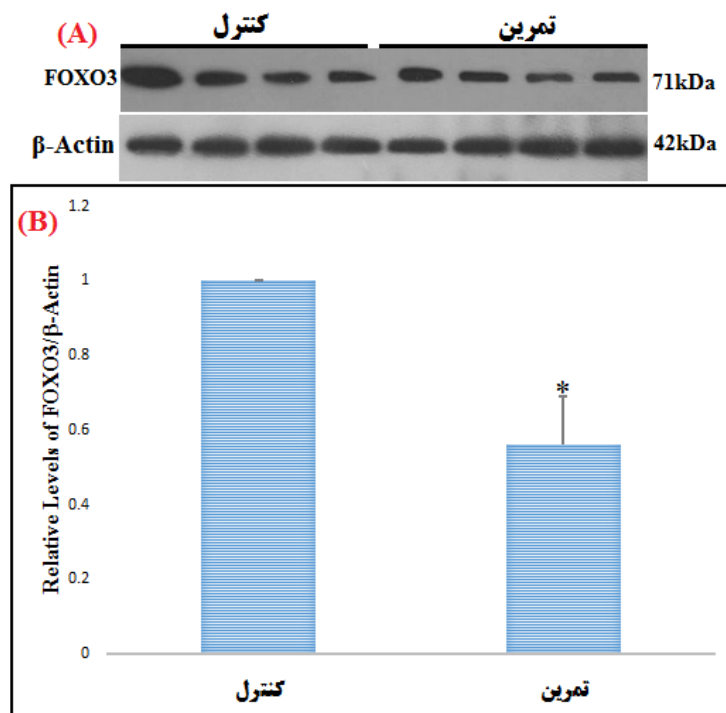 (A)
کنترل تمرین
FOXO3 71kDa
β-Actin 42kDa
(B)
Relative Levels of FOXO3/β-Actin
1.2
1
0.8
0.6
0.4
0.2
0
*
کنترل تمرین